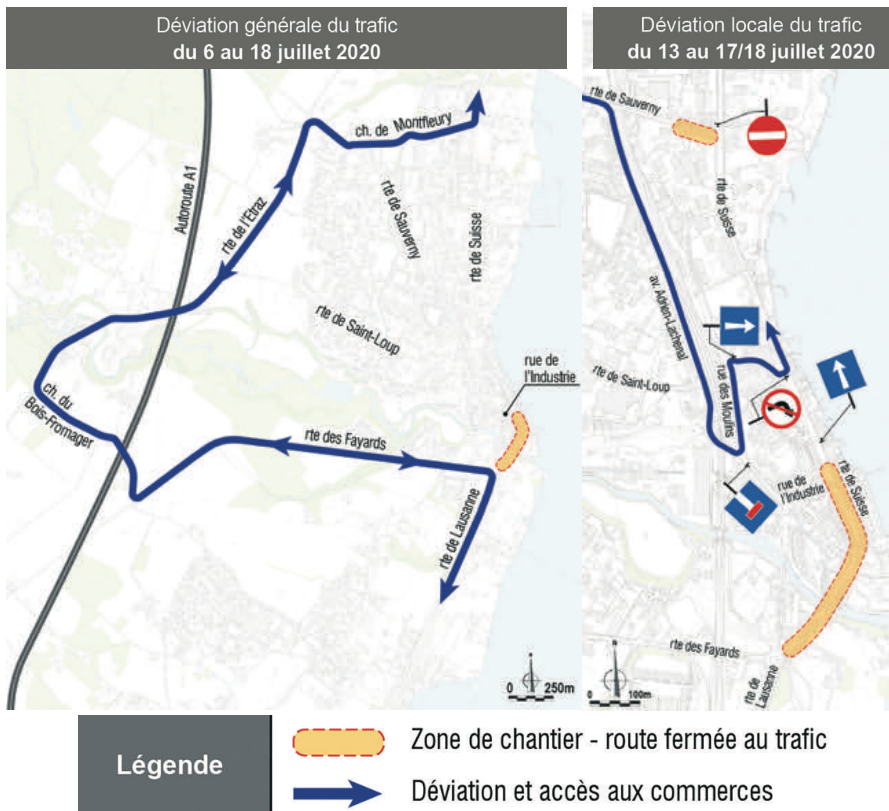 Déviation générale du trafic
du 6 au 18 juillet 2020
Déviation locale du trafic
du 13 au 17/18 juillet 2020
ch. de Montfleury
Autoroute A1
rte de l'Etraz
rte de Sauverny
rte de Suisse
rte de Saint-Loup
rue de
l'Industrie
ch. du
Bois-Fromager
rte des Fayards
rte de Lausanne
0 250m
rte de Sauverny
rte de Suisse
av. Adrien-Lachenal
rte de Saint-Loup
rue des Moulins
rue de
l'Industrie
rte de Suisse
rte des Fayards
rte de
Lausanne
0 100m
Légende
Zone de chantier - route fermée au trafic
Déviation et accès aux commerces